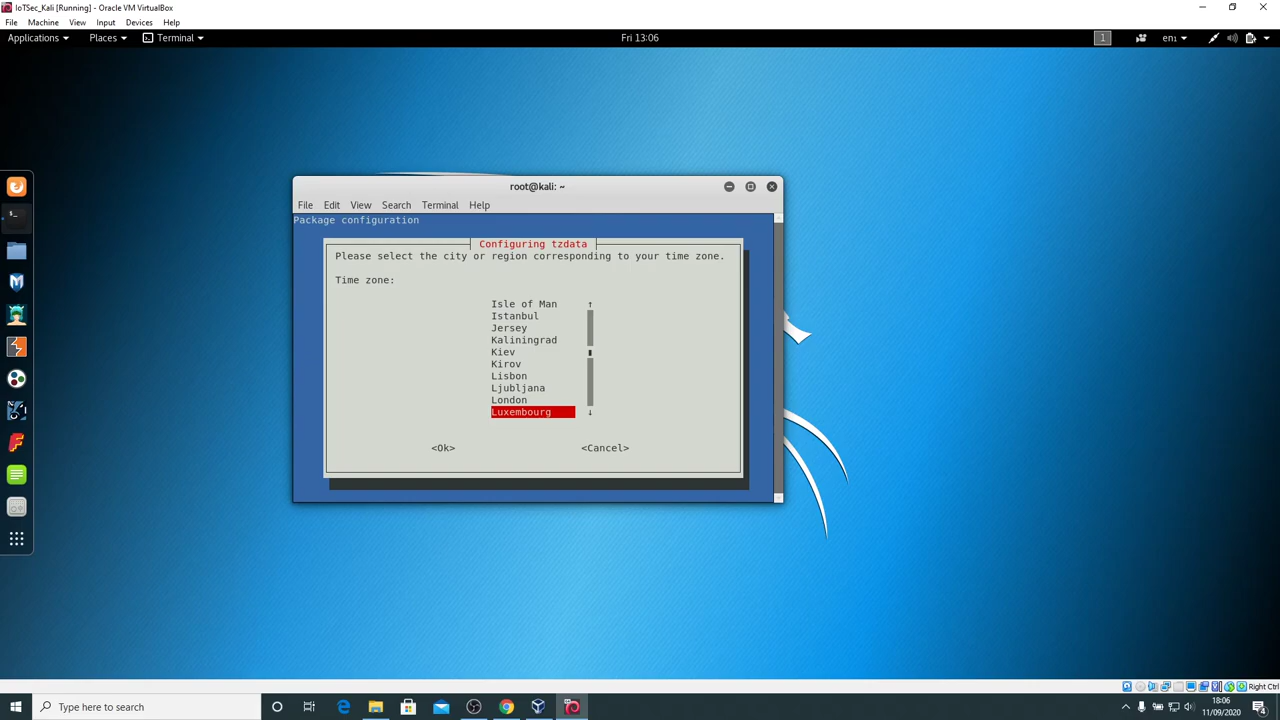 IoTSec_Kali [Running] - Oracle VM VirtualBox
File Machine View Input Devices Help
Applications Places Terminal Fri 13:06 1 en1
root@kali: ~
File Edit View Search Terminal Help
Package configuration
Configuring tzdata
Please select the city or region corresponding to your time zone.
Time zone:
Isle of Man
Istanbul
Jersey
Kaliningrad
Kiev
Kirov
Lisbon
Ljubljana
London
Luxembourg
<Ok> <Cancel>
Right Ctrl
Type here to search
18:06
11/09/2020
4